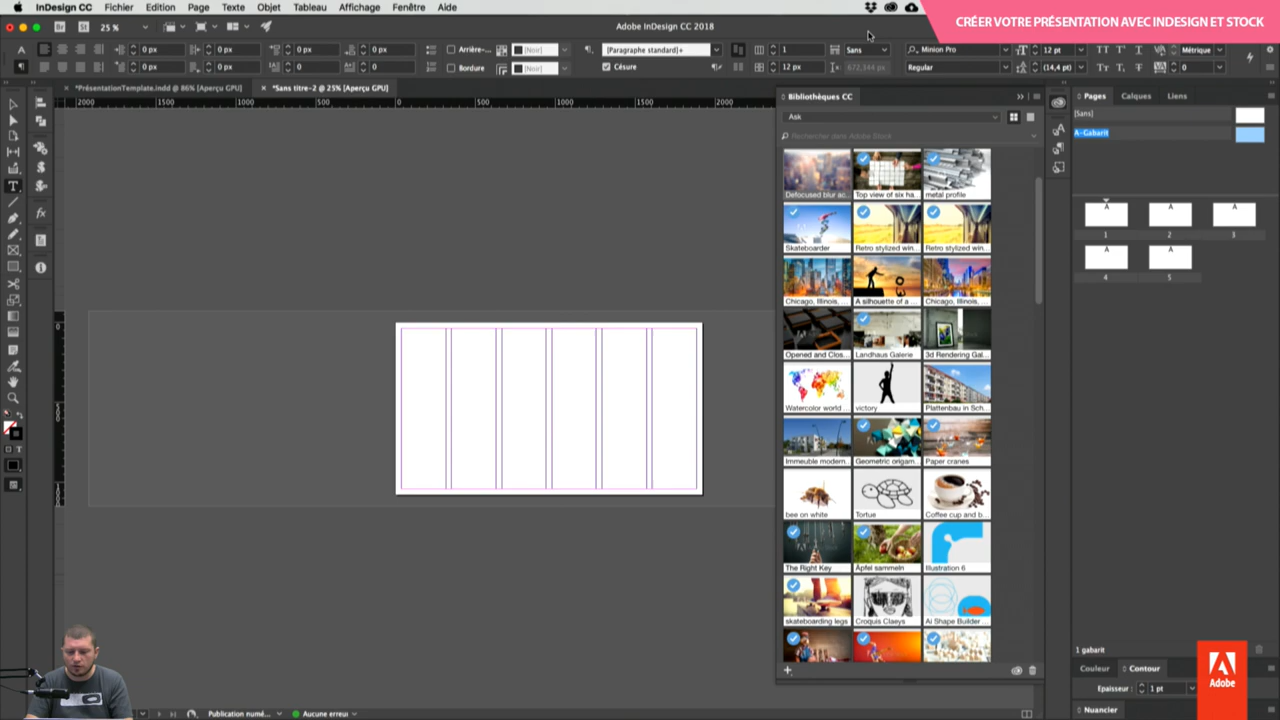 InDesign CC Fichier Edition Page Texte Objet Tableau Affichage Fenêtre Aide
CRÉER VOTRE PRÉSENTATION AVEC INDESIGN ET STOCK
Br St 25 % Adobe InDesign CC 2018
A 0 px 0 px 0 px 0 px Arrière- [Noir] [Paragraphe standard]+ 1 Sans Minion Pro 12 pt Métrique
0 px 0 px 0 0 Bordure [Noir] Césure 12 px 672,344 px Regular (14,4 pt) 0
*PrésentationTemplate.indd @ 86% [Aperçu GPU] *Sans titre-2 @ 25% [Aperçu GPU]
2000 1500 1000 500 0 500 1000 1500 2000
Bibliothèques CC
Ask
Rechercher dans Adobe Stock
Defocused blur ac... Top view of six ha... metal profile
Skateboarder Retro stylized win... Retro stylized win...
Chicago, Illinois, ... A silhouette of a ... Chicago, Illinois, ...
Opened and Clos... Landhaus Galerie 3d Rendering Gal...
Watercolor world ... victory Plattenbau in Sch...
Immeuble modern... Geometric origam... Paper cranes
bee on white Tortue Coffee cup and b...
The Right Key Äpfel sammeln Illustration 6
skateboarding legs Croquis Claeys Ai Shape Builder ...
Pages Calques Liens
[Sans]
A-Gabarit
A A A
1 2 3
A A
4 5
1 gabarit
Couleur Contour
Epaisseur : 1 pt
Nuancier
Adobe
Publication numé... Aucune erreur